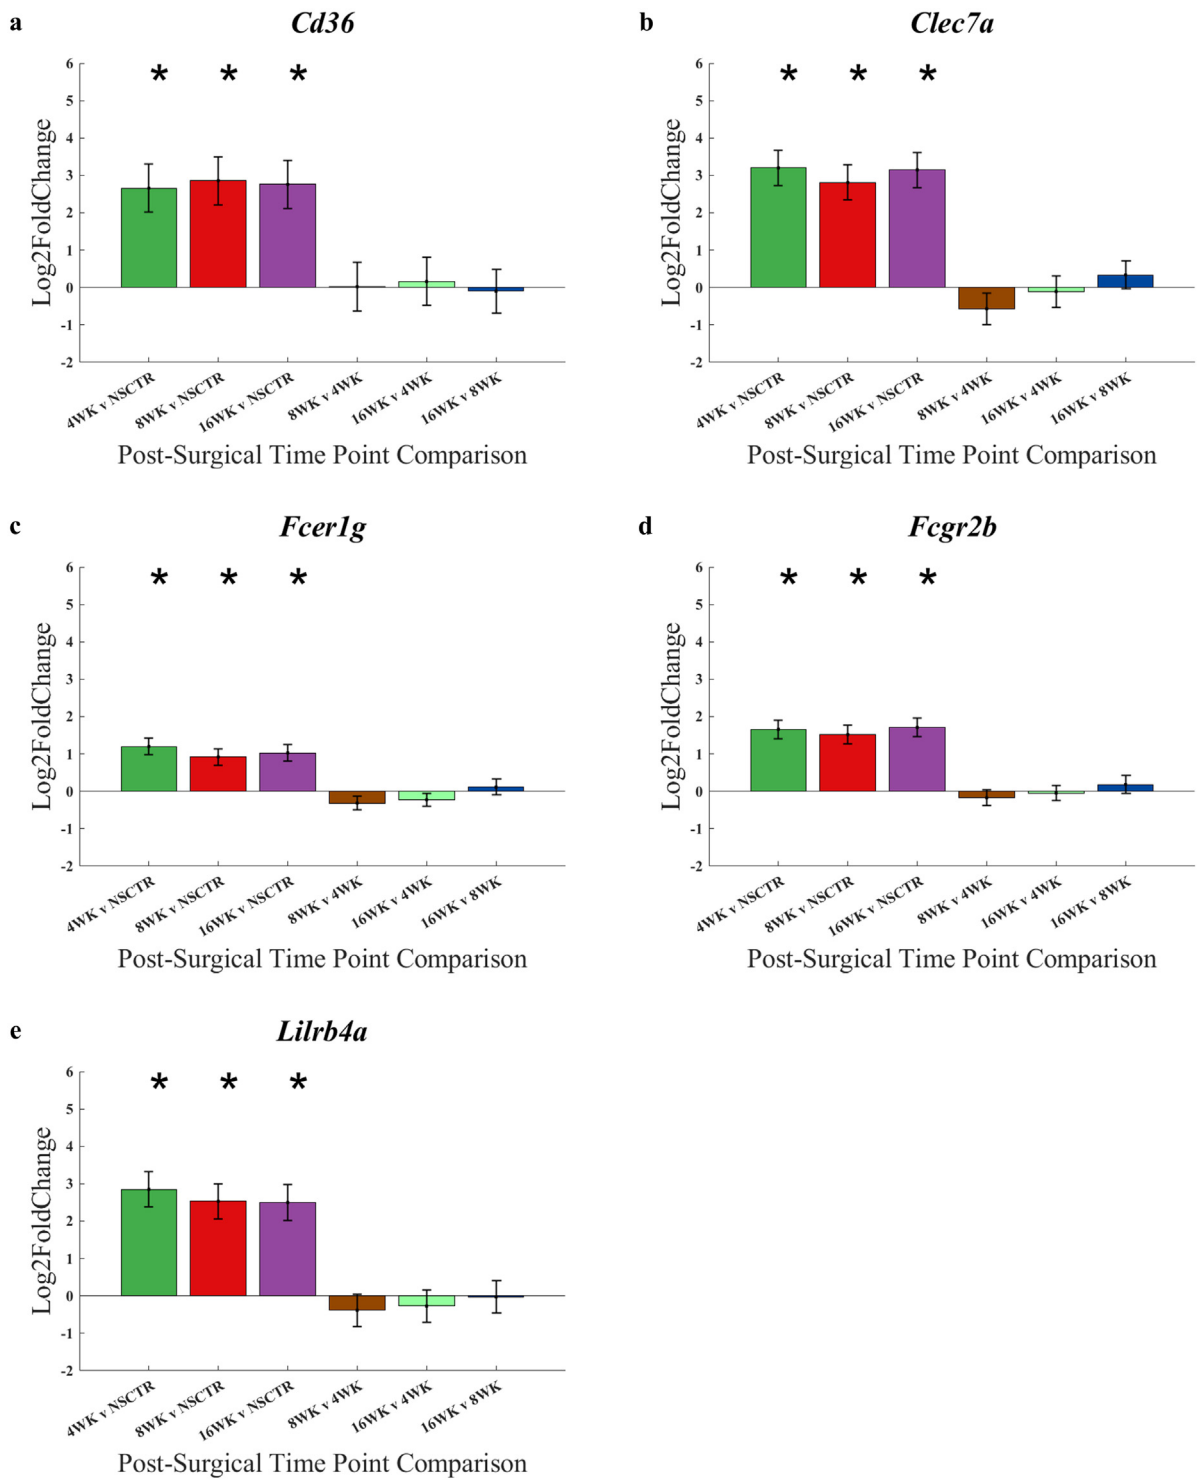 a
Cd36
*
*
*
Log2FoldChange
6
5
4
3
2
1
0
-1
-2
4WK v NSCTR
8WK v NSCTR
16WK v NSCTR
8WK v 4WK
16WK v 4WK
16WK v 8WK
Post-Surgical Time Point Comparison
b
Clec7a
*
*
*
Log2FoldChange
6
5
4
3
2
1
0
-1
-2
4WK v NSCTR
8WK v NSCTR
16WK v NSCTR
8WK v 4WK
16WK v 4WK
16WK v 8WK
Post-Surgical Time Point Comparison
c
Fcer1g
*
*
*
Log2FoldChange
6
5
4
3
2
1
0
-1
-2
4WK v NSCTR
8WK v NSCTR
16WK v NSCTR
8WK v 4WK
16WK v 4WK
16WK v 8WK
Post-Surgical Time Point Comparison
d
Fcgr2b
*
*
*
Log2FoldChange
6
5
4
3
2
1
0
-1
-2
4WK v NSCTR
8WK v NSCTR
16WK v NSCTR
8WK v 4WK
16WK v 4WK
16WK v 8WK
Post-Surgical Time Point Comparison
e
Lilrb4a
*
*
*
Log2FoldChange
6
5
4
3
2
1
0
-1
-2
4WK v NSCTR
8WK v NSCTR
16WK v NSCTR
8WK v 4WK
16WK v 4WK
16WK v 8WK
Post-Surgical Time Point Comparison